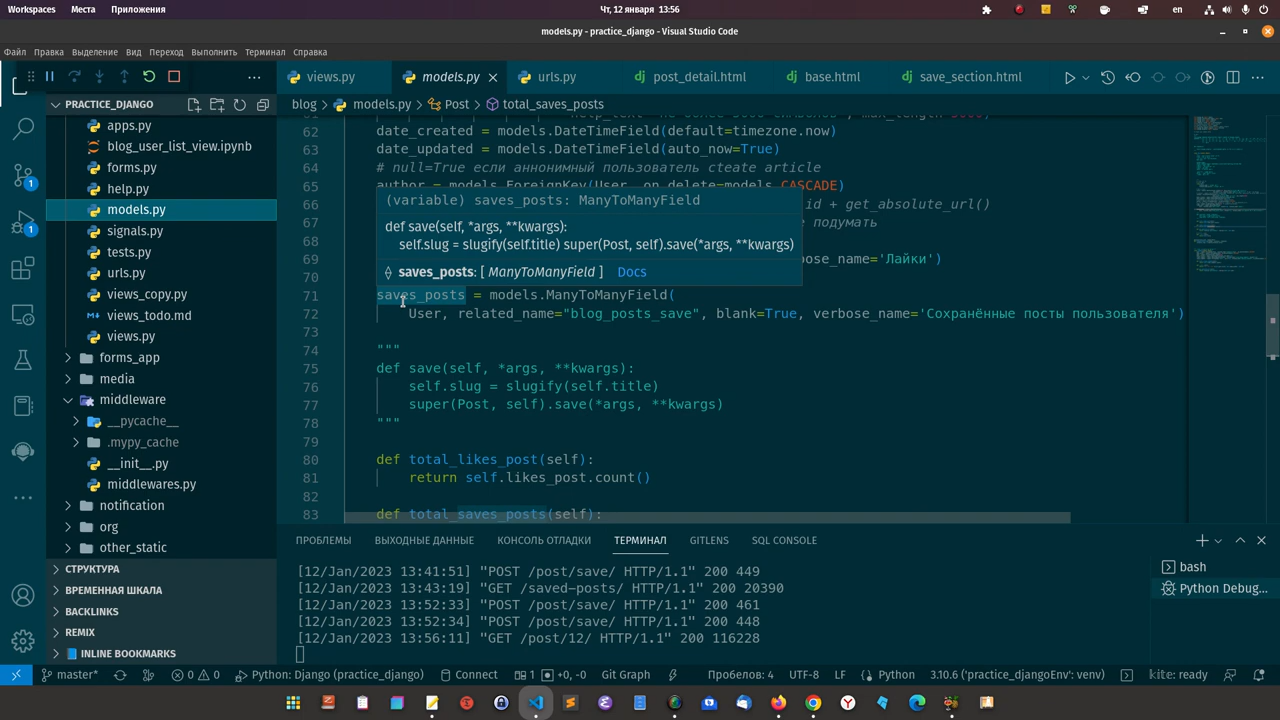 Приложения
Места
Чт, 12 января 13:56
en
models.py - practice_django - Visual Studio Code
Файл Правка Выделение Вид Переход Выполнить Терминал Справка
views.py models.py urls.py post_detail.html base.html save_section.html
PRACTICE_DJANGO
blog > models.py > Post > total_saves_posts
apps.py
blog_user_list_view.ipynb
forms.py
help.py
models.py
signals.py
tests.py
urls.py
views_copy.py
views_todo.md
views.py
forms_app
media
middleware
__pycache__
.mypy_cache
__init__.py
middlewares.py
notification
org
other_static
СТРУКТУРА
ВРЕМЕННАЯ ШКАЛА
BACKLINKS
REMIX
INLINE BOOKMARKS
62 date_created = models.DateTimeField(default=timezone.now)
63 date_updated = models.DateTimeField(auto_now=True)
64 # null=True если аннонимный пользователь cteate article
65 author = models.ForeignKey(User, on_delete=models.CASCADE)
66 id + get_absolute_url()
67 е подумать
68
69 ose_name='Лайки')
70
(variable) saves_posts: ManyToManyField
def save(self, *args, **kwargs):
self.slug = slugify(self.title) super(Post, self).save(*args, **kwargs)
saves_posts: [ ManyToManyField ] Docs
71 saves_posts = models.ManyToManyField(
72 User, related_name="blog_posts_save", blank=True, verbose_name='Сохранённые посты пользователя')
73
74 """
75 def save(self, *args, **kwargs):
76 self.slug = slugify(self.title)
77 super(Post, self).save(*args, **kwargs)
78 """
79
80 def total_likes_post(self):
81 return self.likes_post.count()
82
83 def total_saves_posts(self):
ПРОБЛЕМЫ ВЫХОДНЫЕ ДАННЫЕ КОНСОЛЬ ОТЛАДКИ ТЕРМИНАЛ GITLENS SQL CONSOLE
[12/Jan/2023 13:41:51] "POST /post/save/ HTTP/1.1" 200 449
[12/Jan/2023 13:43:19] "GET /saved-posts/ HTTP/1.1" 200 20390
[12/Jan/2023 13:52:33] "POST /post/save/ HTTP/1.1" 200 461
[12/Jan/2023 13:52:34] "POST /post/save/ HTTP/1.1" 200 448
[12/Jan/2023 13:56:11] "GET /post/12/ HTTP/1.1" 200 116228
bash
Python Debug...
master* 0 0 Python: Django (practice_django) Connect 1 +0, -0 Git Graph Пробелов: 4 UTF-8 LF Python 3.10.6 ('practice_djangoEnv': venv) kite: ready